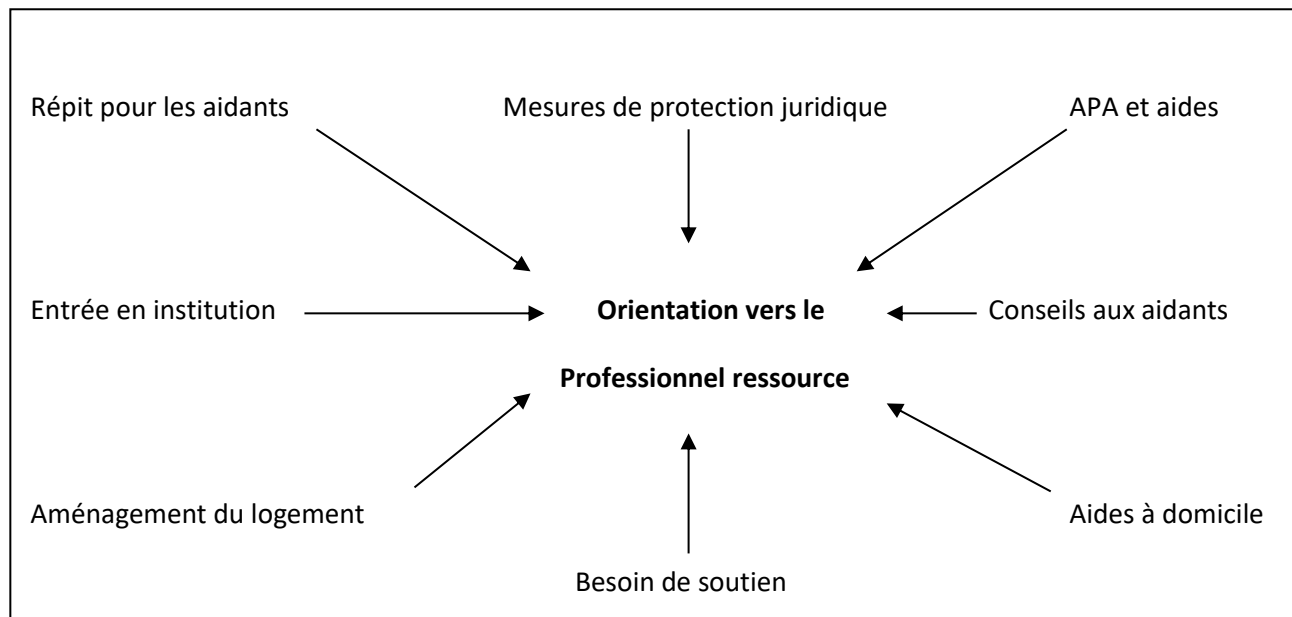 Répit pour les aidants
Mesures de protection juridique
APA et aides
Entrée en institution
Orientation vers le
Conseils aux aidants
Professionnel ressource
Aménagement du logement
Aides à domicile
Besoin de soutien